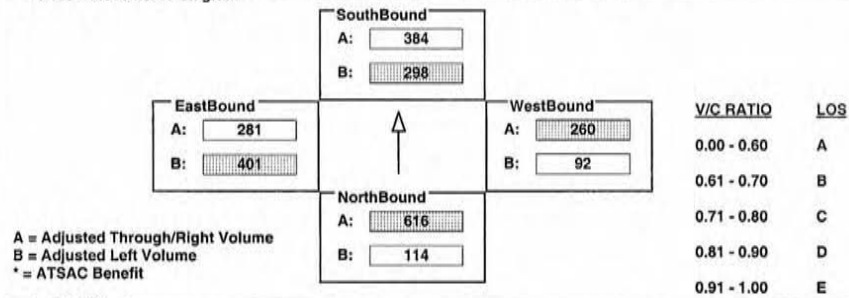 SouthBound
A: 384
B: 298
EastBound
A: 281
B: 401
WestBound
A: 260
B: 92
NorthBound
A: 616
B: 114
A = Adjusted Through/Right Volume
B = Adjusted Left Volume
* = ATSAC Benefit
V/C RATIO LOS
0.00 - 0.60 A
0.61 - 0.70 B
0.71 - 0.80 C
0.81 - 0.90 D
0.91 - 1.00 E